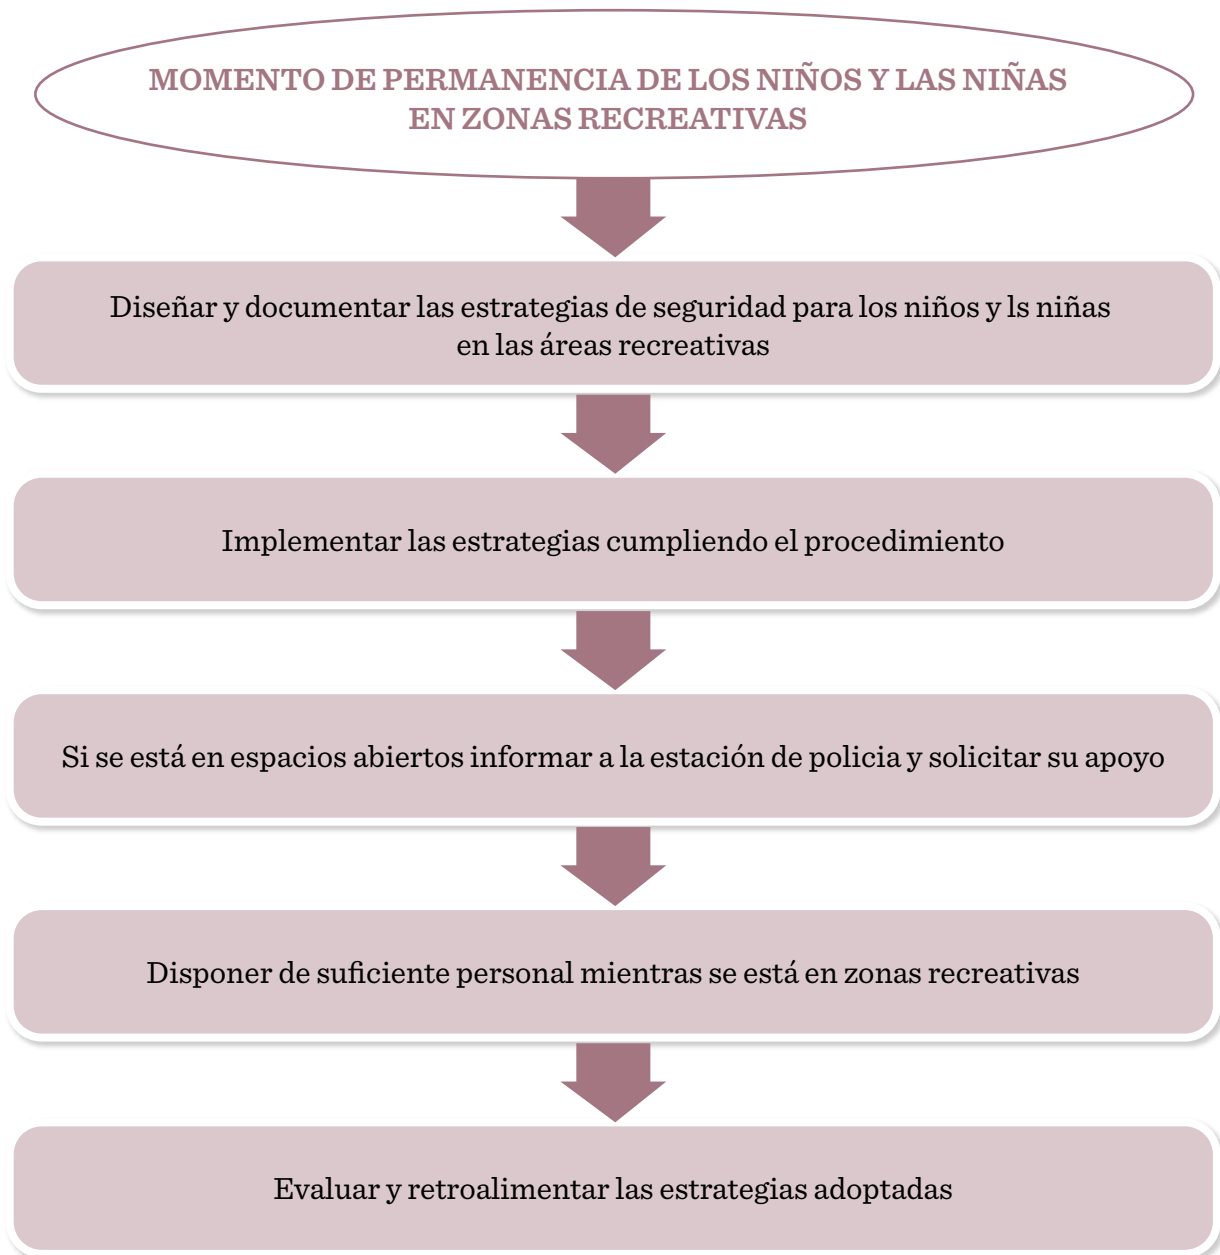 MOMENTO DE PERMANENCIA DE LOS NIÑOS Y LAS NIÑAS
EN ZONAS RECREATIVAS
Diseñar y documentar las estrategias de seguridad para los niños y ls niñas
en las áreas recreativas
Implementar las estrategias cumpliendo el procedimiento
Si se está en espacios abiertos informar a la estación de policia y solicitar su apoyo
Disponer de suficiente personal mientras se está en zonas recreativas
Evaluar y retroalimentar las estrategias adoptadas